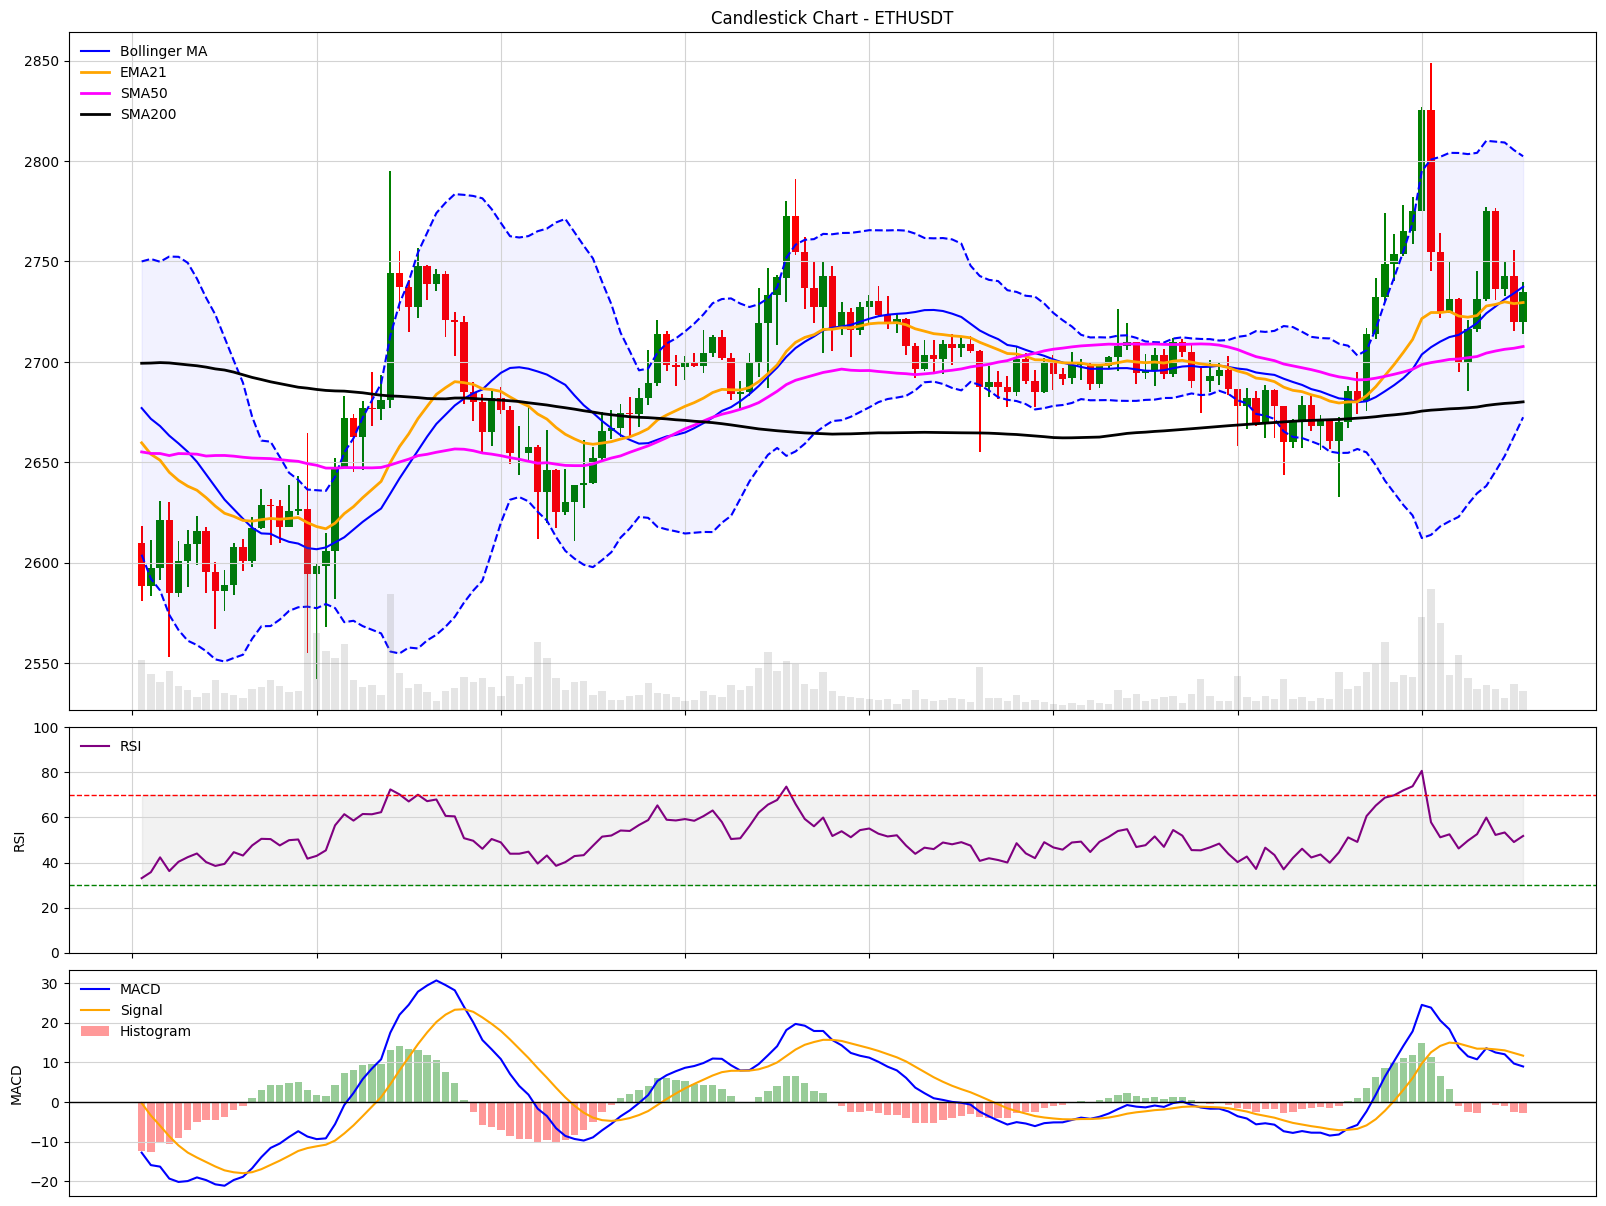 Candlestick Chart - ETHUSDT
Bollinger MA
EMA21
SMA50
SMA200
2850
2800
2750
2700
2650
2600
2550
RSI
100
80
60
40
20
0
RSI
MACD
Signal
Histogram
30
20
10
0
−10
−20
MACD